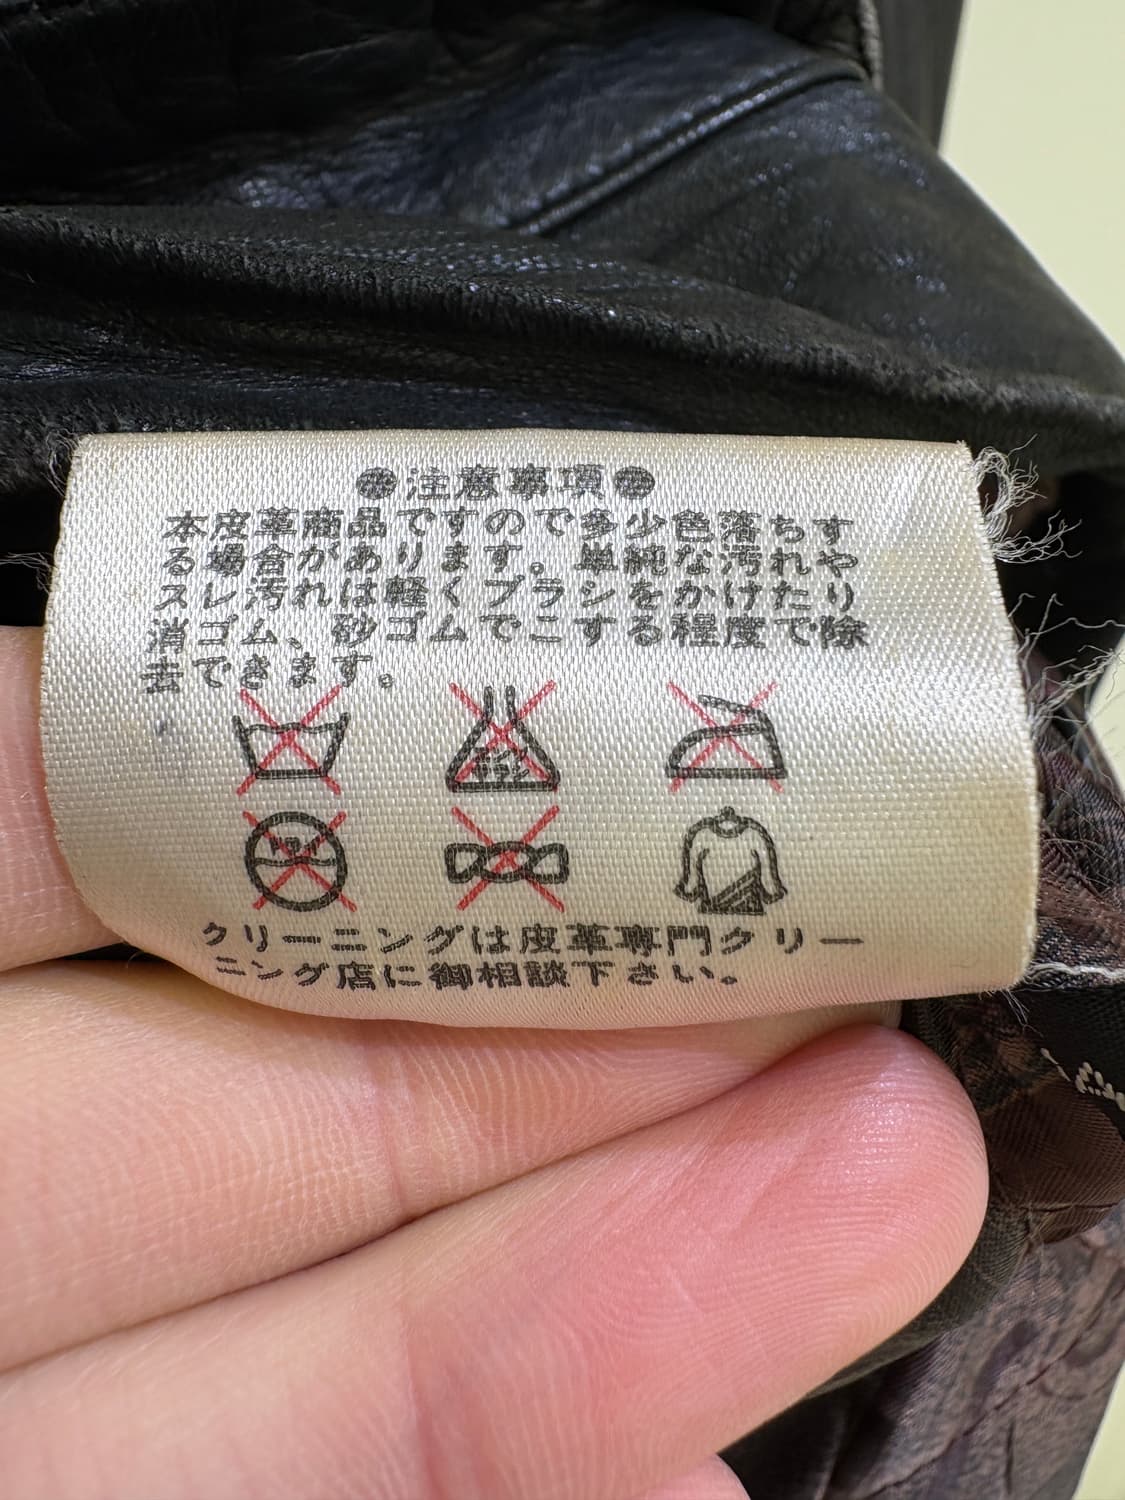 ●注意事項●
本皮革商品ですので多少色落ちす
る場合があります。単純な汚れや
スレ汚れは軽くブラシをかけたり
消ゴム、砂ゴムでこする程度で除
去できます。
クリーニングは皮革専門クリー
ニング店に御相談下さい。